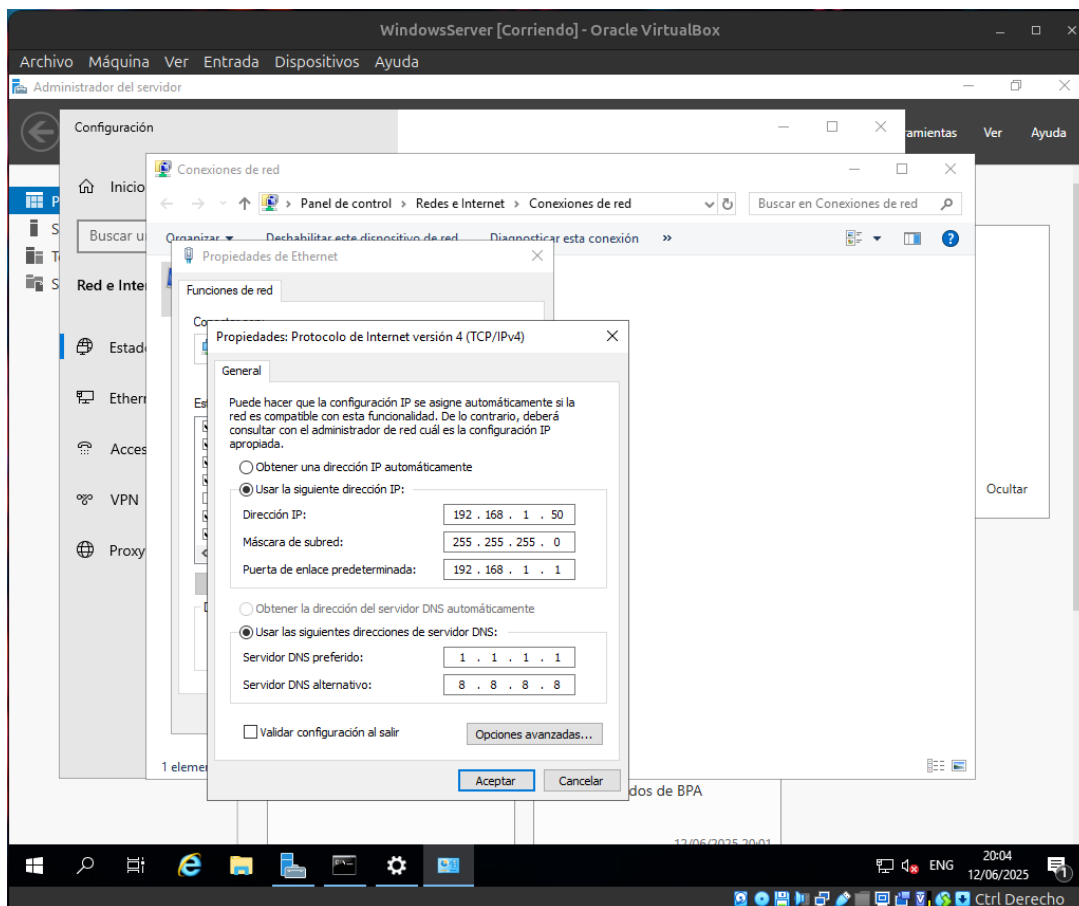 WindowsServer [Corriendo] - Oracle VirtualBox
Archivo Máquina Ver Entrada Dispositivos Ayuda
Administrador del servidor
Configuración
Ver Ayuda
Conexiones de red
Inicio
Panel de control > Redes e Internet > Conexiones de red
Buscar en Conexiones de red
Buscar
Organizar
Deshabilitar este dispositivo de red
Diagnosticar esta conexión
Propiedades de Ethernet
Red e
Funciones de red
Propiedades: Protocolo de Internet versión 4 (TCP/IPv4)
General
Puede hacer que la configuración IP se asigne automáticamente si la
red es compatible con esta funcionalidad. De lo contrario, deberá
consultar con el administrador de red cuál es la configuración IP
apropiada.
Obtener una dirección IP automáticamente
Usar la siguiente dirección IP:
Dirección IP: 192 . 168 . 1 . 50
Máscara de subred: 255 . 255 . 255 . 0
Puerta de enlace predeterminada: 192 . 168 . 1 . 1
Obtener la dirección del servidor DNS automáticamente
Usar las siguientes direcciones de servidor DNS:
Servidor DNS preferido: 1 . 1 . 1 . 1
Servidor DNS alternativo: 8 . 8 . 8 . 8
Validar configuración al salir
Opciones avanzadas...
Aceptar Cancelar
VPN
Proxy
Ocultar
1
de BPA
12/06/2025 20:01
ENG
20:04
12/06/2025
1
Ctrl Derecho